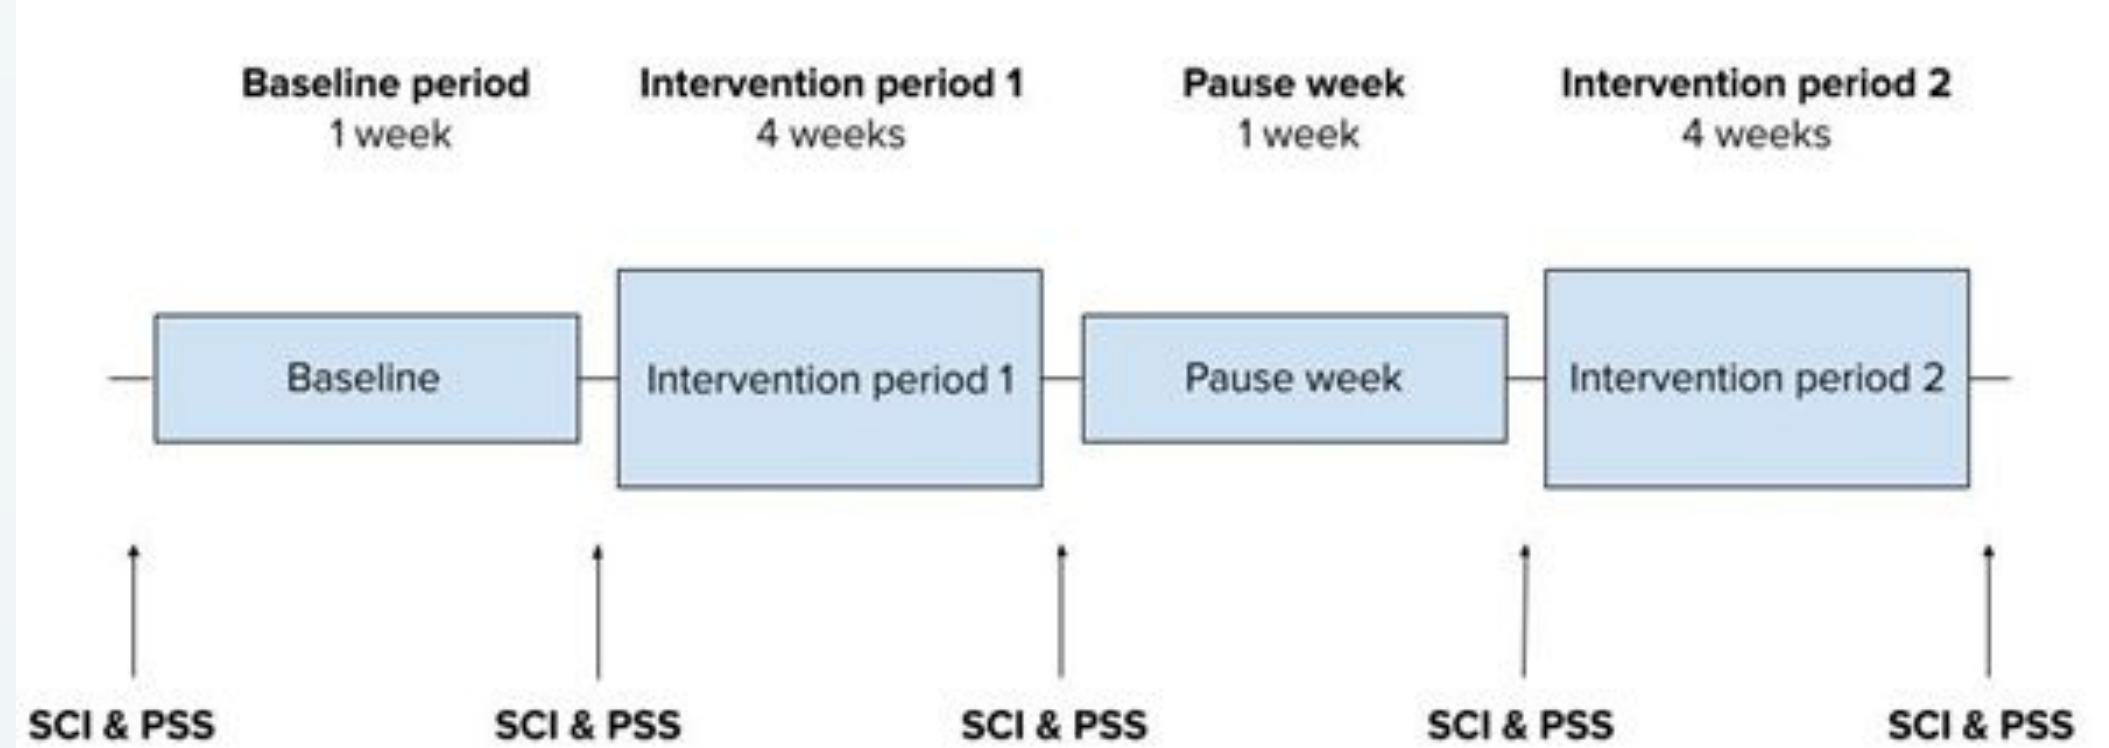 Baseline period
1 week
Intervention period 1
4 weeks
Pause week
1 week
Intervention period 2
4 weeks
Baseline
Intervention period 1
Pause week
Intervention period 2
SCI & PSS
SCI & PSS
SCI & PSS
SCI & PSS
SCI & PSS